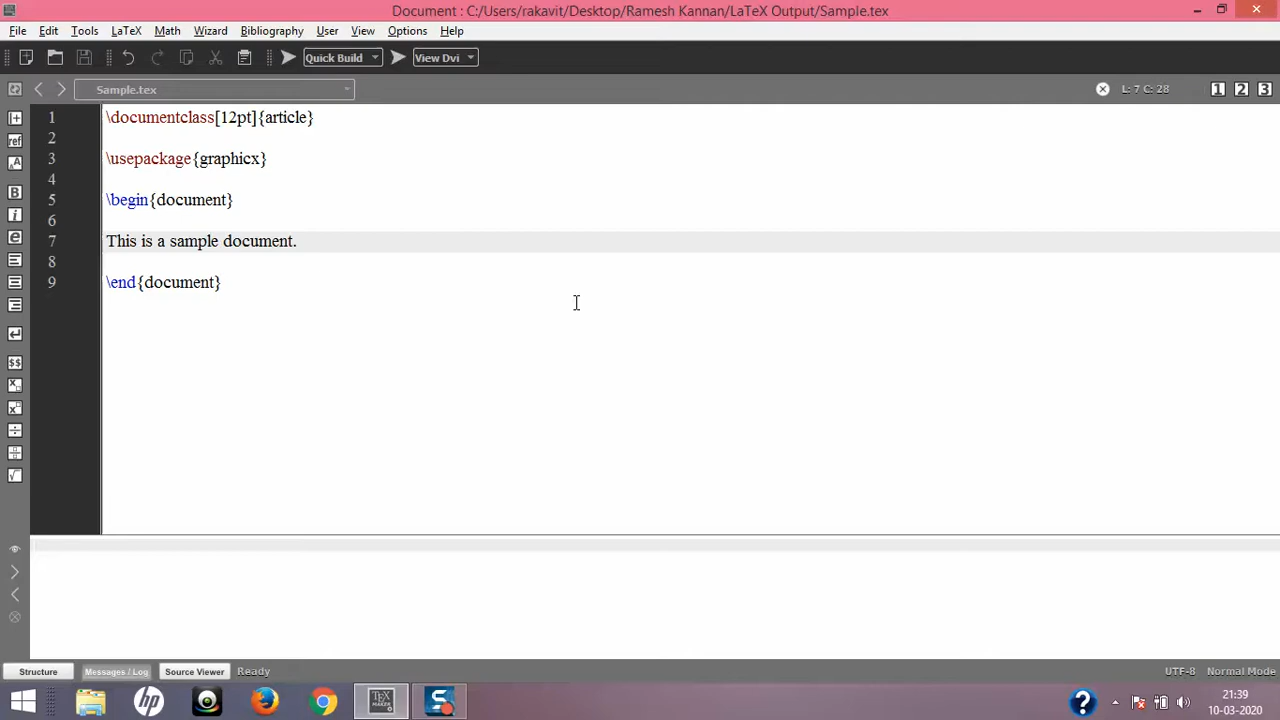 Document : C:/Users/rakavit/Desktop/Ramesh Kannan/LaTeX Output/Sample.tex
File Edit Tools LaTeX Math Wizard Bibliography User View Options Help
Quick Build View Dvi
Sample.tex L: 7 C: 28 1 2 3
1 \documentclass[12pt]{article}
2
3 \usepackage{graphicx}
4
5 \begin{document}
6
7 This is a sample document.
8
9 \end{document}
Structure Messages / Log Source Viewer Ready UTF-8 Normal Mode
21:39
10-03-2020